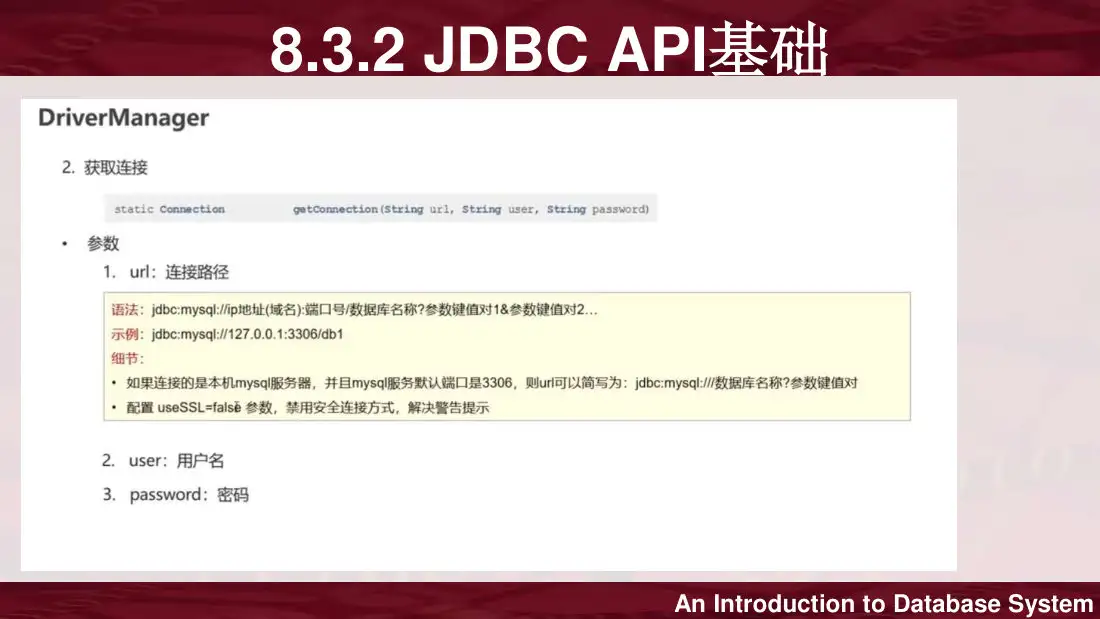 8.3.2 JDBC API基础
DriverManager
2. 获取连接
static Connection getConnection(String url, String user, String password)
• 参数
1. url：连接路径
语法：jdbc:mysql://ip地址(域名):端口号/数据库名称?参数键值对1&参数键值对2…
示例：jdbc:mysql://127.0.0.1:3306/db1
细节：
• 如果连接的是本机mysql服务器，并且mysql服务默认端口是3306，则url可以简写为：jdbc:mysql:///数据库名称?参数键值对
• 配置 useSSL=false 参数，禁用安全连接方式，解决警告提示
2. user：用户名
3. password：密码
An Introduction to Database System